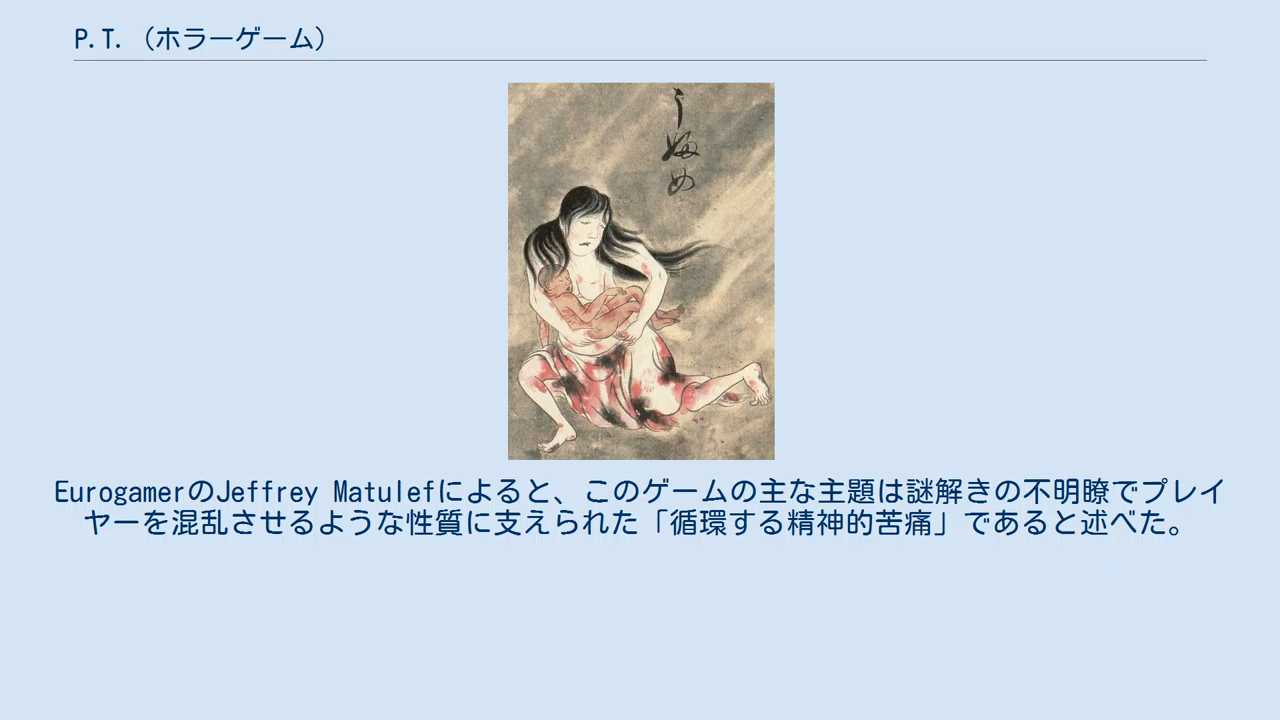 P.T.（ホラーゲーム）
うぶめ
EurogamerのJeffrey Matulefによると、このゲームの主な主題は謎解きの不明瞭でプレイ
ヤーを混乱させるような性質に支えられた「循環する精神的苦痛」であると述べた。